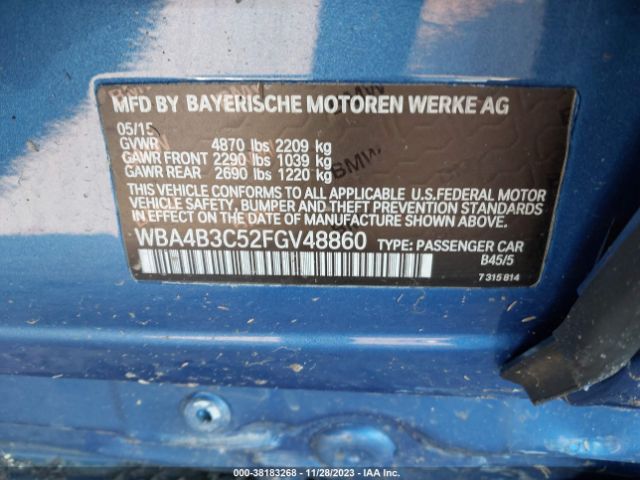 MFD BY BAYERISCHE MOTOREN WERKE AG
05/15
GVWR 4870 lbs 2209 kg
GAWR FRONT 2290 lbs 1039 kg
GAWR REAR 2690 lbs 1220 kg
THIS VEHICLE CONFORMS TO ALL APPLICABLE U.S.FEDERAL MOTOR
VEHICLE SAFETY, BUMPER AND THEFT PREVENTION STANDARDS
IN EFFECT ON THE DATE OF MANUFACTURE SHOWN ABOVE.
WBA4B3C52FGV48860 TYPE: PASSENGER CAR
B45/5
7 315 814
BMW
000-38183268 - 11/28/2023 - IAA Inc.